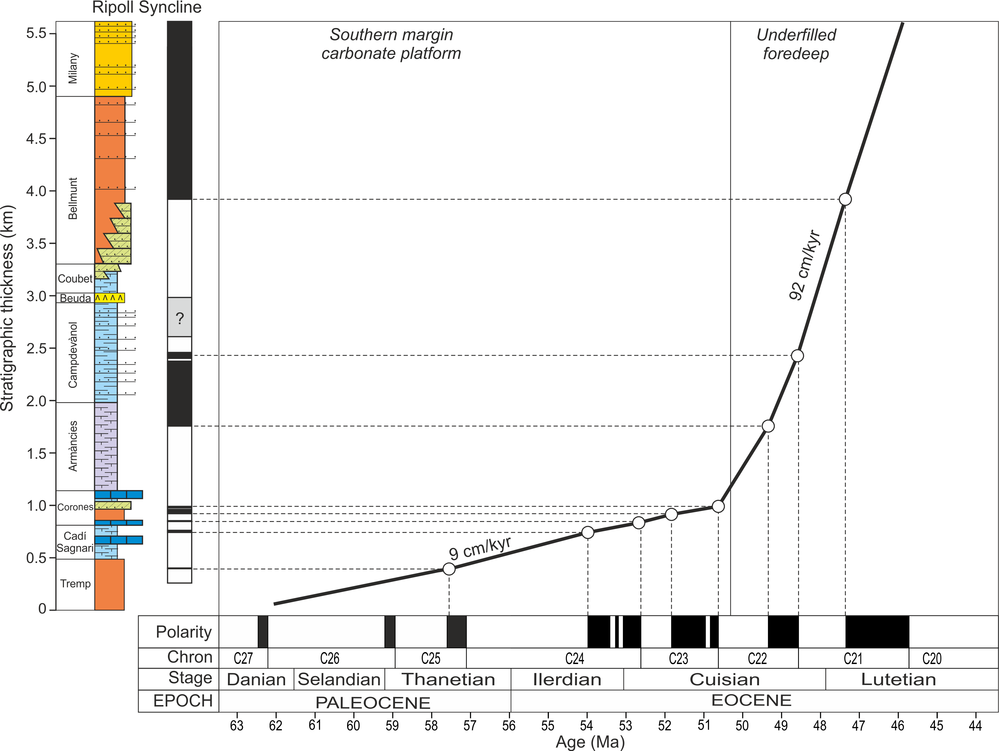 Ripoll Syncline
Southern margin
carbonate platform
Underfilled
foredeep
Stratigraphic thickness (km)
5.5
5.0
4.5
4.0
3.5
3.0
2.5
2.0
1.5
1.0
0.5
0
Milany
Bellmunt
Coubet
Beuda
Campdevànol
Armàncies
Corones
Cadí
Sagnari
Tremp
^ ^ ^ ^
?
92 cm/kyr
9 cm/kyr
Polarity
Chron
C27 C26 C25 C24 C23 C22 C21 C20
Stage
Danian Selandian Thanetian Ilerdian Cuisian Lutetian
EPOCH
PALEOCENE EOCENE
63 62 61 60 59 58 57 56 55 54 53 52 51 50 49 48 47 46 45 44
Age (Ma)